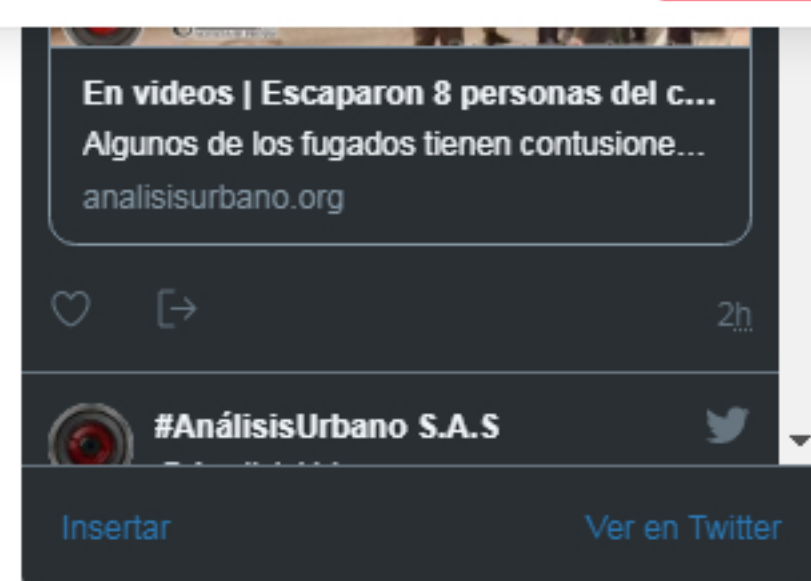 En videos | Escaparon 8 personas del c...
Algunos de los fugados tienen contusione...
analisisurbano.org
2h
#AnálisisUrbano S.A.S
Insertar
Ver en Twitter